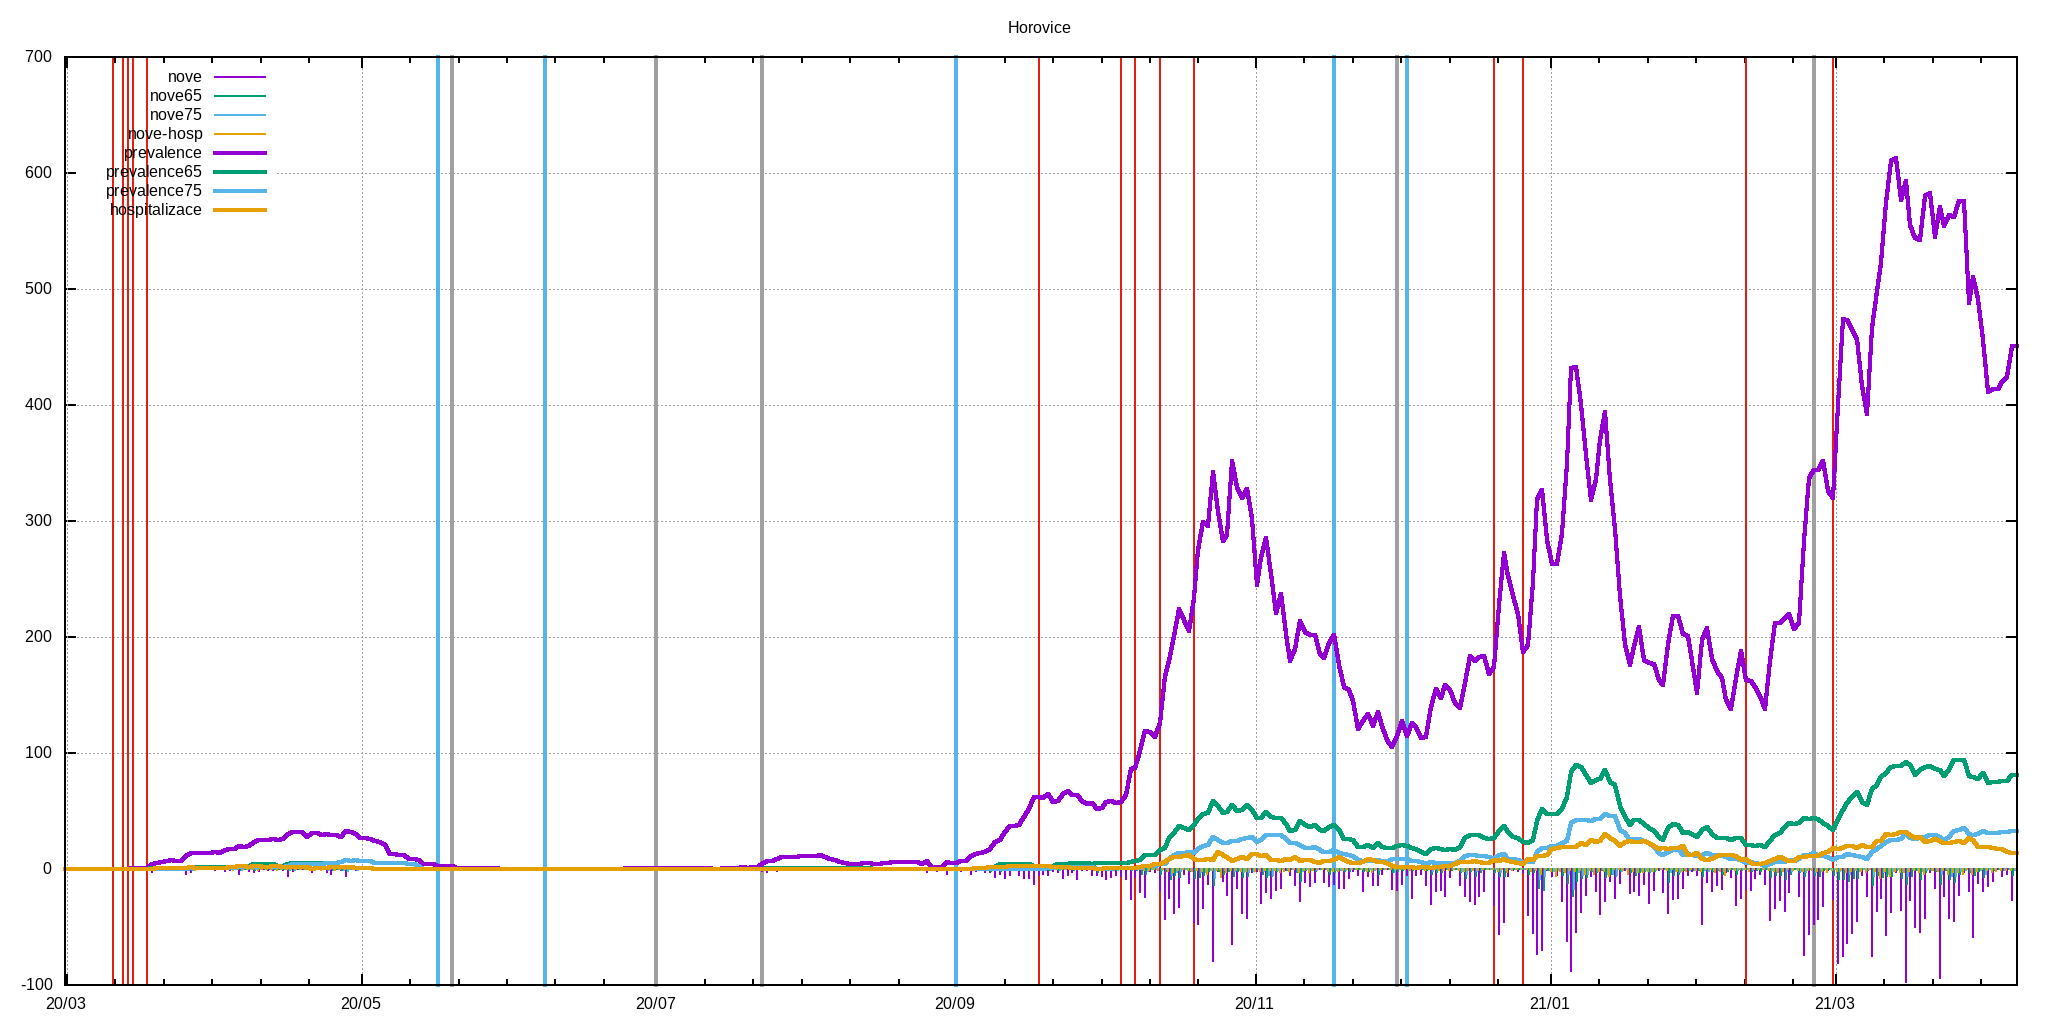 Horovice
700
600
500
400
300
200
100
0
-100
nove
nove65
nove75
nove-hosp
prevalence
prevalence65
prevalence75
hospitalizace
20/03 20/05 20/07 20/09 20/11 21/01 21/03